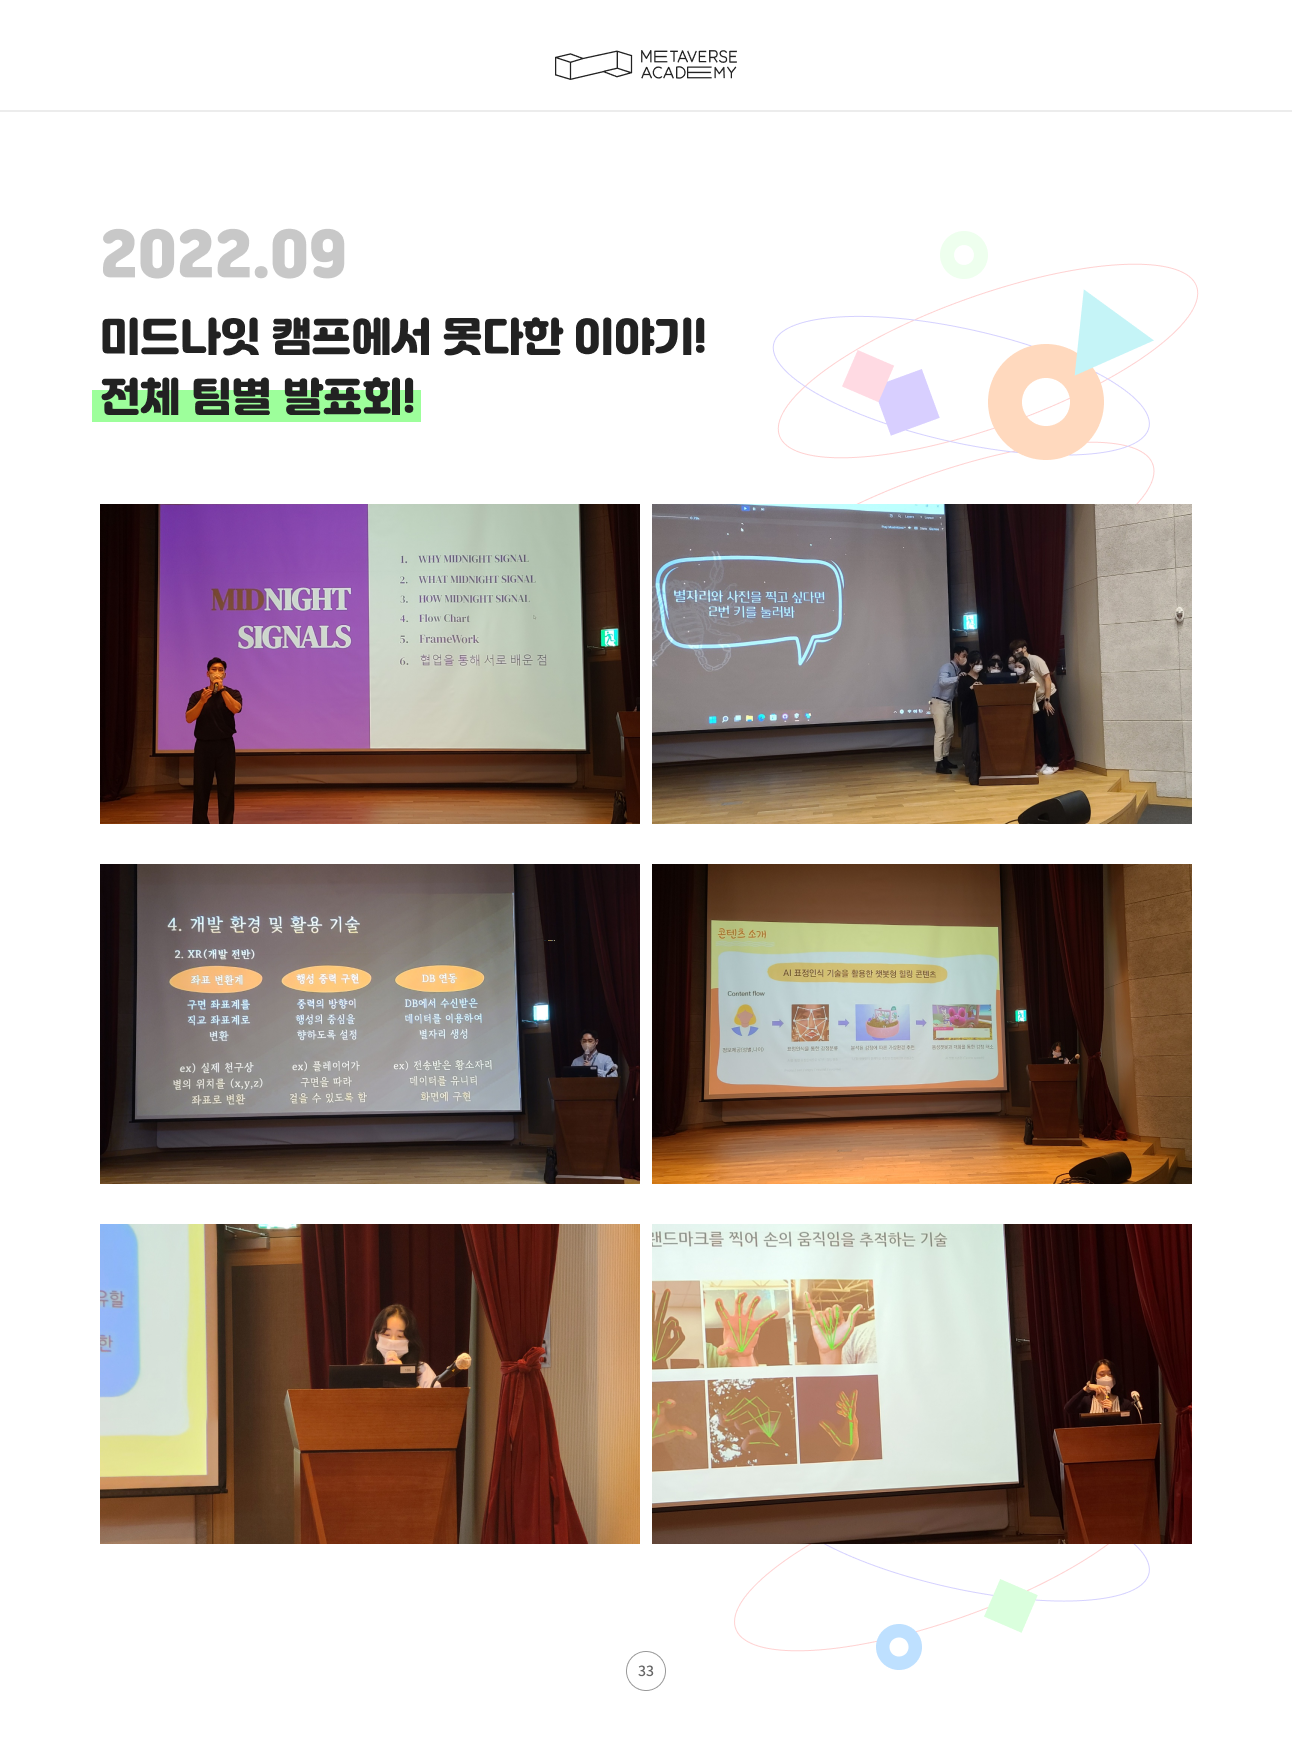 METAVERSE
ACADEMY
2022.09
미드나잇 캠프에서 못다한 이야기!
전체 팀별 발표회!
MIDNIGHT
SIGNALS
1. WHY MIDNIGHT SIGNAL
2. WHAT MIDNIGHT SIGNAL
3. HOW MIDNIGHT SIGNAL
4. Flow Chart
5. FrameWork
6. 협업을 통해 서로 배운 점
별자리와 사진을 찍고 싶다면
2번 키를 눌러봐
4. 개발 환경 및 활용 기술
2. XR(개발 전반)
좌표 변환계
행성 중력 구현
DB 연동
구면 좌표계를
직교 좌표계로
변환
중력의 방향이
행성의 중심을
향하도록 설정
DB에서 수신받은
데이터를 이용하여
별자리 생성
ex) 실제 천구상
별의 위치를 (x,y,z)
좌표로 변환
ex) 플레이어가
구면을 따라
걸을 수 있도록 함
ex) 전송받은 황소자리
데이터를 유니티
화면에 구현
콘텐츠 소개
AI 표정인식 기술을 활용한 챗봇형 힐링 콘텐츠
Content flow
유할
한
랜드마크를 찍어 손의 움직임을 추적하는 기술
33